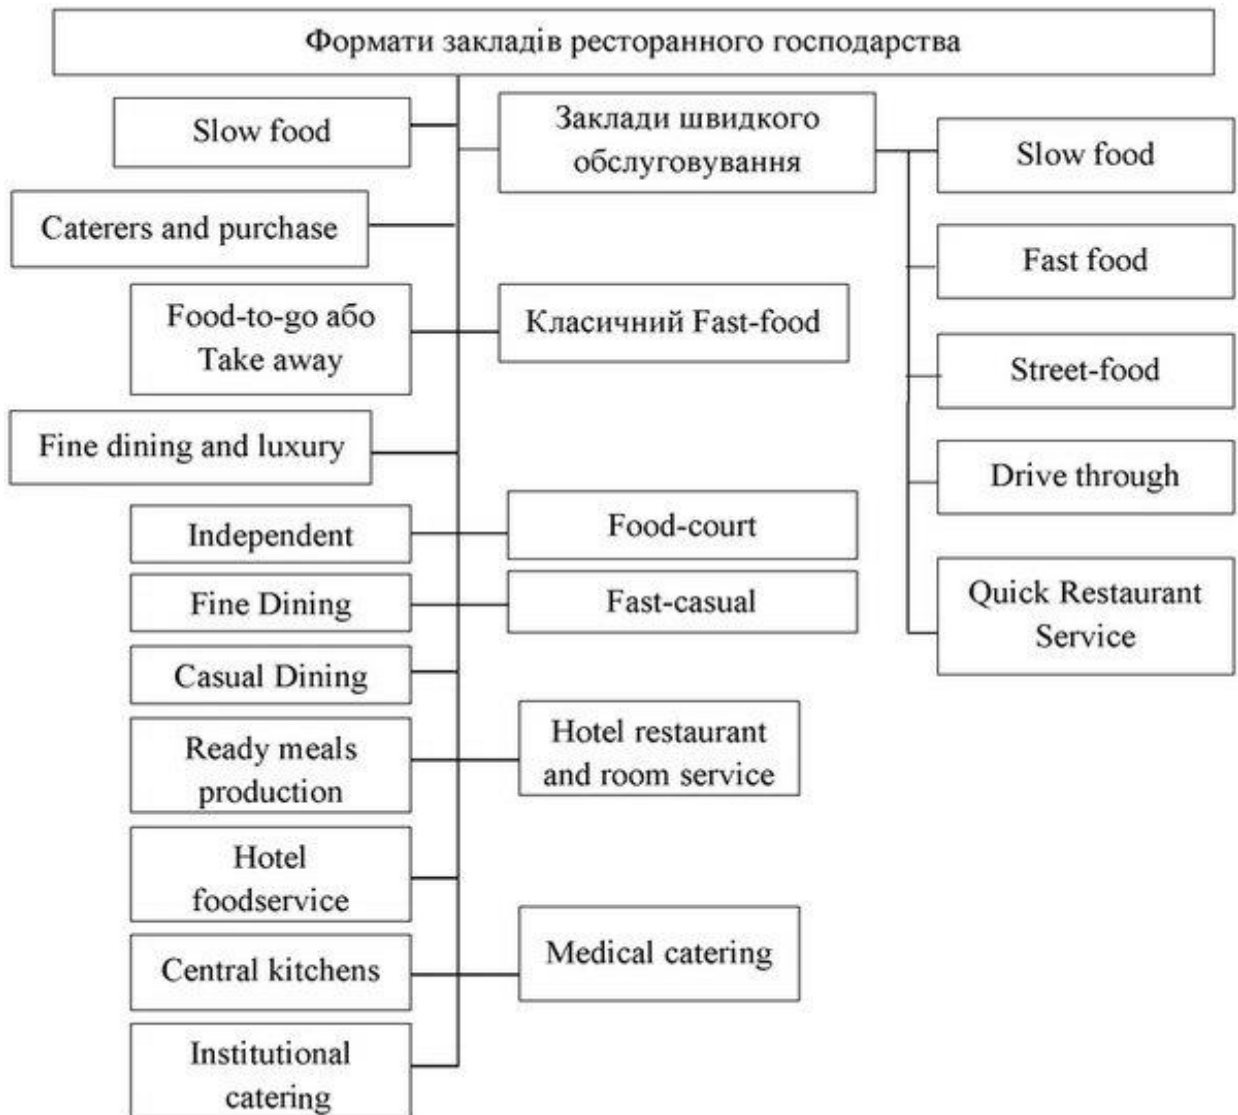 Формати закладів ресторанного господарства
Slow food
Caterers and purchase
Food-to-go або
Take away
Fine dining and luxury
Independent
Fine Dining
Casual Dining
Ready meals
production
Hotel
foodservice
Central kitchens
Institutional
catering
Заклади швидкого
обслуговування
Класичний Fast-food
Food-court
Fast-casual
Hotel restaurant
and room service
Medical catering
Slow food
Fast food
Street-food
Drive through
Quick Restaurant
Service